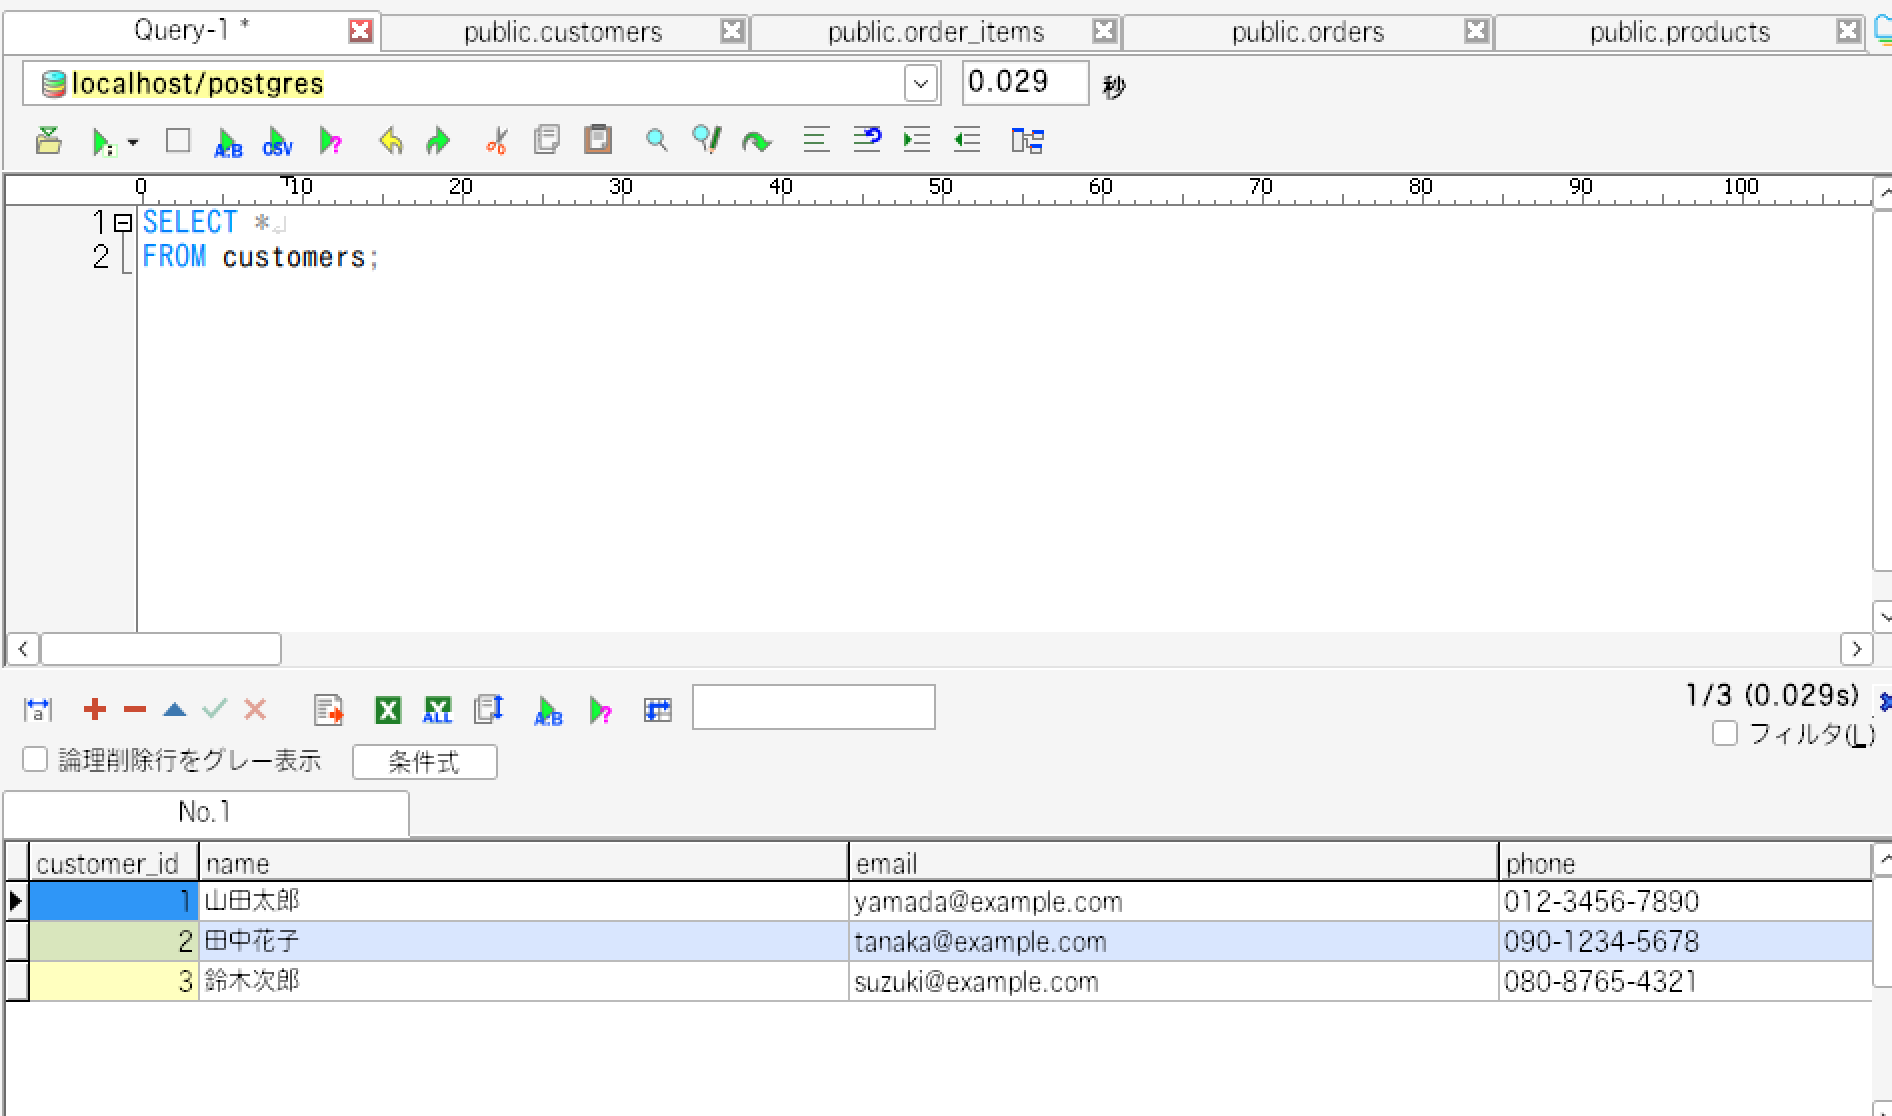 Query-1 *
public.customers
public.order_items
public.orders
public.products
localhost/postgres
0.029 秒
A:B
CSV
0 10 20 30 40 50 60 70 80 90 100
1 SELECT *
2 FROM customers;
a
ALL
A:B
1/3 (0.029s)
フィルタ(L)
論理削除行をグレー表示
条件式
No.1
customer_id name email phone
1 山田太郎 yamada@example.com 012-3456-7890
2 田中花子 tanaka@example.com 090-1234-5678
3 鈴木次郎 suzuki@example.com 080-8765-4321